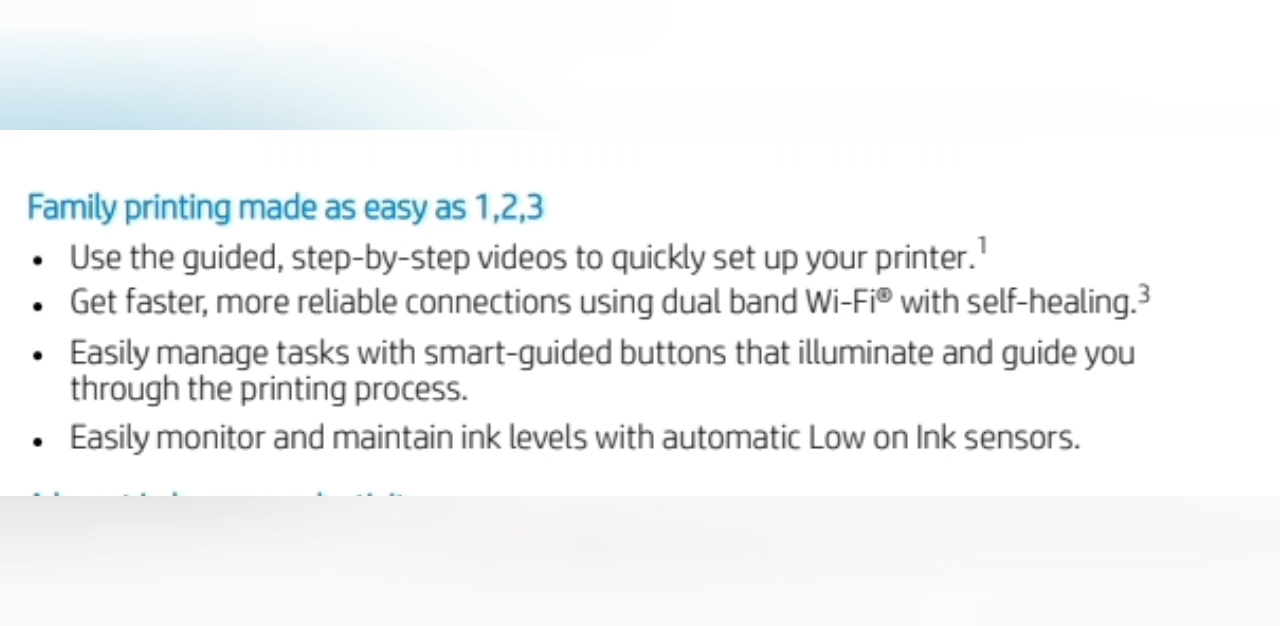 Family printing made as easy as 1,2,3
• Use the guided, step-by-step videos to quickly set up your printer.1
• Get faster, more reliable connections using dual band Wi-Fi® with self-healing.3
• Easily manage tasks with smart-guided buttons that illuminate and guide you
through the printing process.
• Easily monitor and maintain ink levels with automatic Low on Ink sensors.